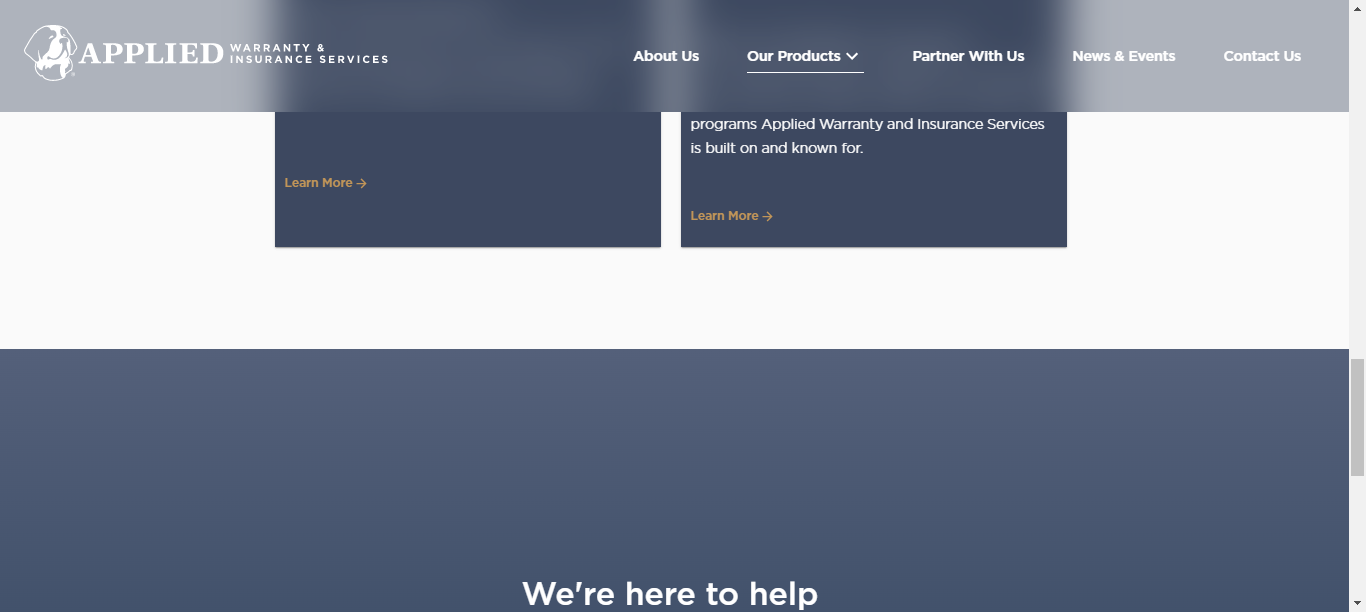 APPLIED WARRANTY &
INSURANCE SERVICES
About Us Our Products Partner With Us News & Events Contact Us
programs Applied Warranty and Insurance Services
is built on and known for.
Learn More →
Learn More →
We're here to help